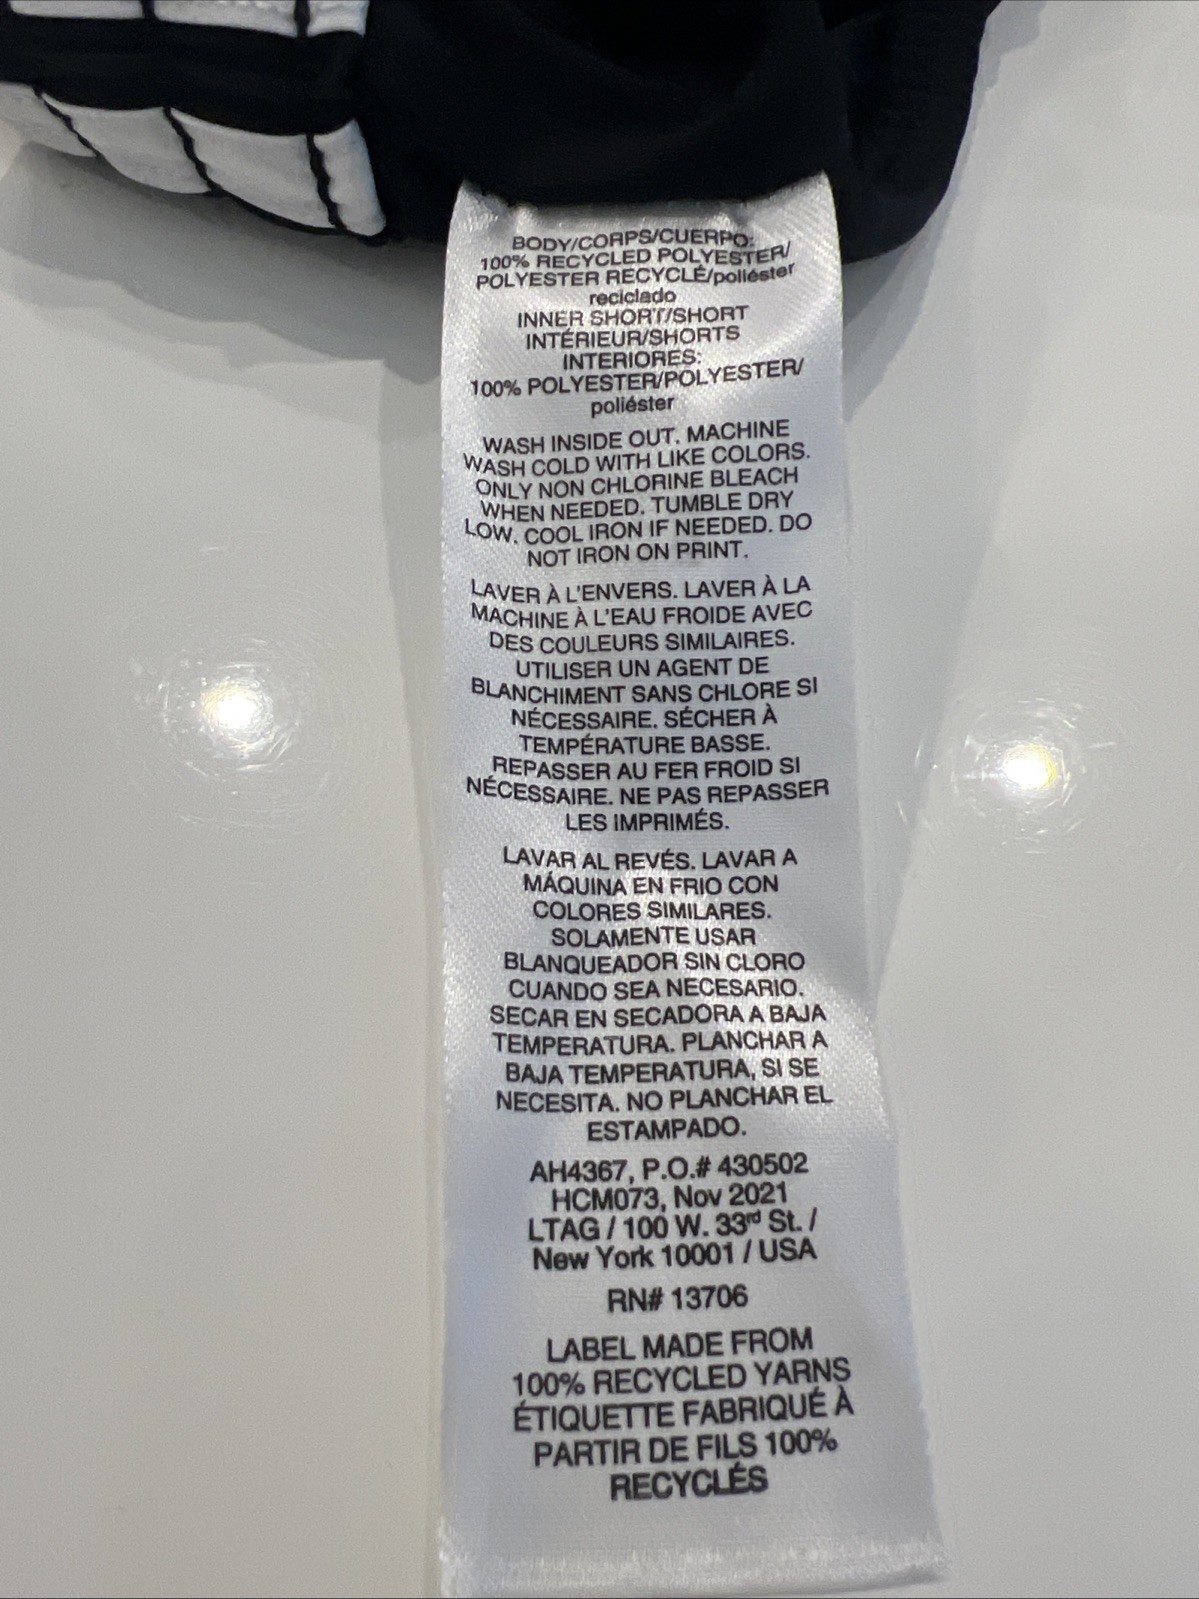 BODY/CORPS/CUERPO:
100% RECYCLED POLYESTER/
POLYESTER RECYCLÉ/poliéster
reciclado
INNER SHORT/SHORT
INTÉRIEUR/SHORTS
INTERIORES:
100% POLYESTER/POLYESTER/
poliéster
WASH INSIDE OUT. MACHINE
WASH COLD WITH LIKE COLORS.
ONLY NON CHLORINE BLEACH
WHEN NEEDED. TUMBLE DRY
LOW. COOL IRON IF NEEDED. DO
NOT IRON ON PRINT.
LAVER À L'ENVERS. LAVER À LA
MACHINE À L'EAU FROIDE AVEC
DES COULEURS SIMILAIRES.
UTILISER UN AGENT DE
BLANCHIMENT SANS CHLORE SI
NÉCESSAIRE. SÉCHER À
TEMPÉRATURE BASSE.
REPASSER AU FER FROID SI
NÉCESSAIRE. NE PAS REPASSER
LES IMPRIMÉS.
LAVAR AL REVÉS. LAVAR A
MÁQUINA EN FRIO CON
COLORES SIMILARES.
SOLAMENTE USAR
BLANQUEADOR SIN CLORO
CUANDO SEA NECESARIO.
SECAR EN SECADORA A BAJA
TEMPERATURA. PLANCHAR A
BAJA TEMPERATURA, SI SE
NECESITA. NO PLANCHAR EL
ESTAMPADO.
AH4367, P.O.# 430502
HCM073, Nov 2021
LTAG / 100 W. 33rd St. /
New York 10001 / USA
RN# 13706
LABEL MADE FROM
100% RECYCLED YARNS
ÉTIQUETTE FABRIQUÉ À
PARTIR DE FILS 100%
RECYCLÉS